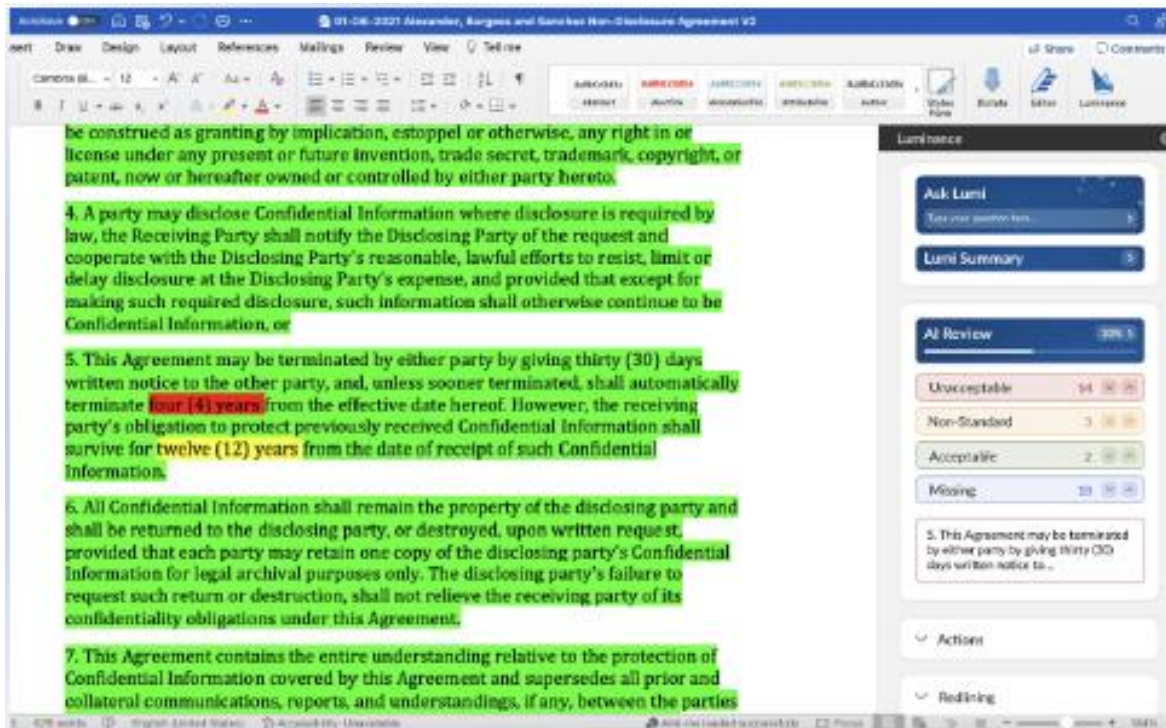 01-06-2021 Alexander, Burgess and Sanchez Non-Disclosure Agreement V2
Draw Design Layout References Mailings Review View Tell me
Share Comments
12
Editor Luminance
be construed as granting by implication, estoppel or otherwise, any right in or
license under any present or future invention, trade secret, trademark, copyright, or
patent, now or hereafter owned or controlled by either party hereto.
4. A party may disclose Confidential Information where disclosure is required by
law, the Receiving Party shall notify the Disclosing Party of the request and
cooperate with the Disclosing Party's reasonable, lawful efforts to resist, limit or
delay disclosure at the Disclosing Party's expense, and provided that except for
making such required disclosure, such information shall otherwise continue to be
Confidential Information, or
5. This Agreement may be terminated by either party by giving thirty (30) days
written notice to the other party, and, unless sooner terminated, shall automatically
terminate four (4) years from the effective date hereof. However, the receiving
party's obligation to protect previously received Confidential Information shall
survive for twelve (12) years from the date of receipt of such Confidential
Information.
6. All Confidential Information shall remain the property of the disclosing party and
shall be returned to the disclosing party, or destroyed, upon written request,
provided that each party may retain one copy of the disclosing party's Confidential
Information for legal archival purposes only. The disclosing party's failure to
request such return or destruction, shall not relieve the receiving party of its
confidentiality obligations under this Agreement.
7. This Agreement contains the entire understanding relative to the protection of
Confidential Information covered by this Agreement and supersedes all prior and
collateral communications, reports, and understandings, if any, between the parties
Luminance
Ask Lumi
Type your question here...
Lumi Summary
AI Review
Unacceptable
Non-Standard
Acceptable 2
Missing
5. This Agreement may be terminated
by either party by giving thirty (30)
days written notice to...
Actions
Redlining
words English (United States) Focus